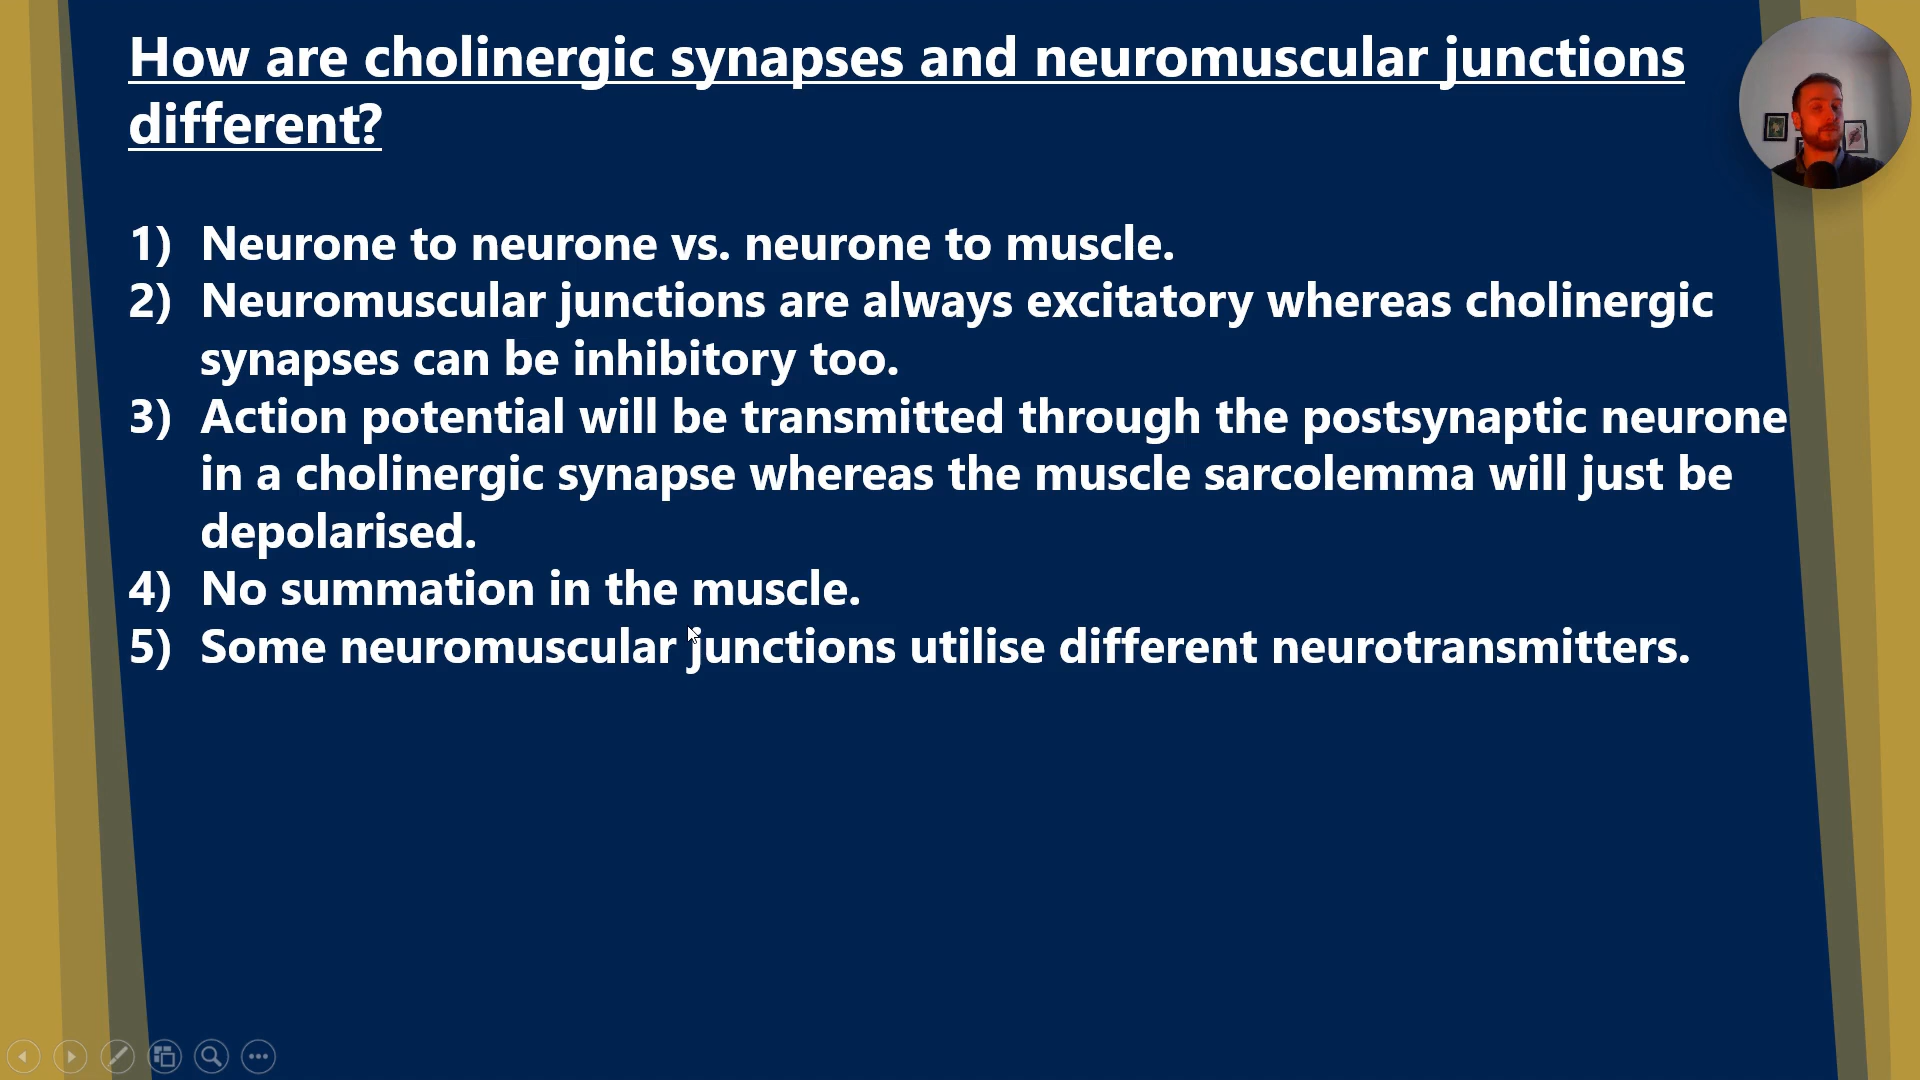 How are cholinergic synapses and neuromuscular junctions
different?
1) Neurone to neurone vs. neurone to muscle.
2) Neuromuscular junctions are always excitatory whereas cholinergic
synapses can be inhibitory too.
3) Action potential will be transmitted through the postsynaptic neurone
in a cholinergic synapse whereas the muscle sarcolemma will just be
depolarised.
4) No summation in the muscle.
5) Some neuromuscular junctions utilise different neurotransmitters.